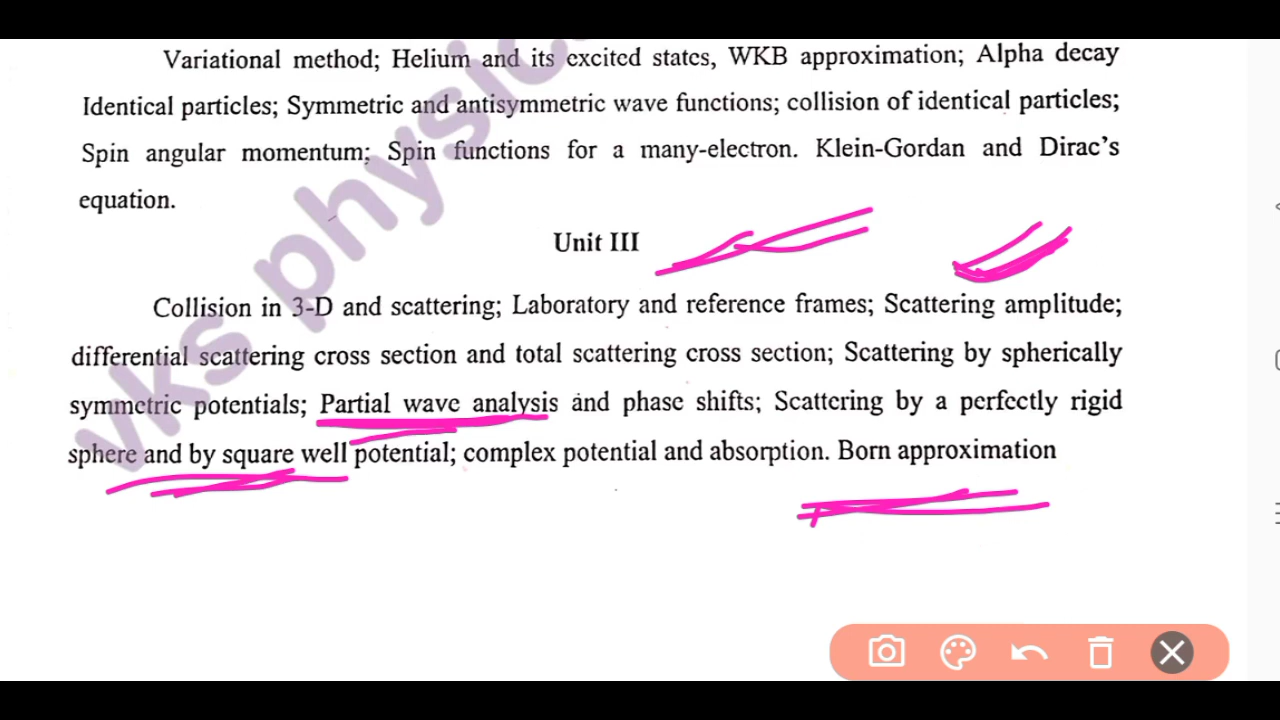 Variational method; Helium and its excited states, WKB approximation; Alpha decay
Identical particles; Symmetric and antisymmetric wave functions; collision of identical particles;
Spin angular momentum; Spin functions for a many-electron. Klein-Gordan and Dirac's
equation.
Unit III
Collision in 3-D and scattering; Laboratory and reference frames; Scattering amplitude;
differential scattering cross section and total scattering cross section; Scattering by spherically
symmetric potentials; Partial wave analysis and phase shifts; Scattering by a perfectly rigid
sphere and by square well potential; complex potential and absorption. Born approximation
vks physics